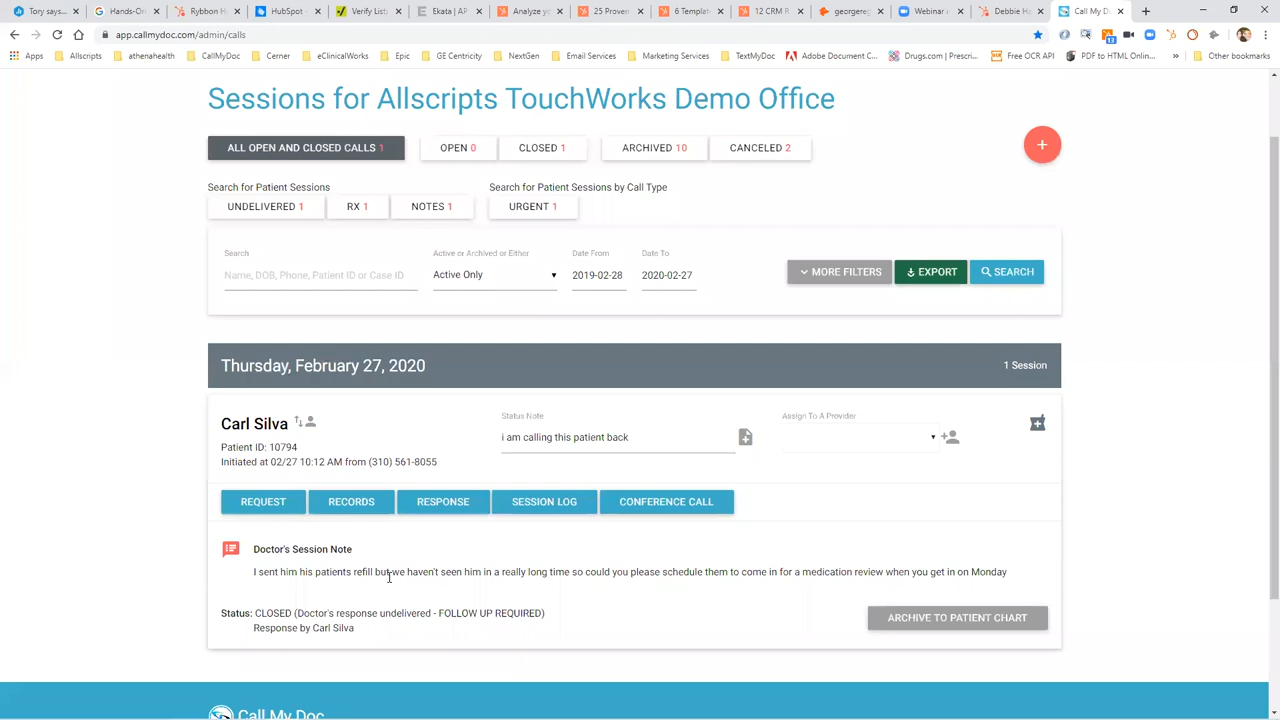 Tory says...
Hands-On
Rybbon H
HubSpot
Verify List
Ekata | AP
Analyze yo
25 Proven
6 Templat
12 CRM R
georgereg
Webinar
Debbie Ha
Call My D
app.callmydoc.com/admin/calls
13
Apps
Allscripts
athenahealth
CallMyDoc
Cerner
eClinicalWorks
Epic
GE Centricity
NextGen
Email Services
Marketing Services
TextMyDoc
Adobe Document C...
Drugs.com | Prescri...
Free OCR API
PDF to HTML Onlin...
»
Other bookmarks
Sessions for Allscripts TouchWorks Demo Office
ALL OPEN AND CLOSED CALLS 1
OPEN 0
CLOSED 1
ARCHIVED 10
CANCELED 2
+
Search for Patient Sessions
Search for Patient Sessions by Call Type
UNDELIVERED 1
RX 1
NOTES 1
URGENT 1
Search
Active or Archived or Either
Date From
Date To
Name, DOB, Phone, Patient ID or Case ID
Active Only
2019-02-28
2020-02-27
MORE FILTERS
EXPORT
SEARCH
Thursday, February 27, 2020
1 Session
Carl Silva
Status Note
Assign To A Provider
i am calling this patient back
Patient ID: 10794
Initiated at 02/27 10:12 AM from (310) 561-8055
REQUEST
RECORDS
RESPONSE
SESSION LOG
CONFERENCE CALL
Doctor's Session Note
I sent him his patients refill but we haven't seen him in a really long time so could you please schedule them to come in for a medication review when you get in on Monday
Status: CLOSED (Doctor's response undelivered - FOLLOW UP REQUIRED)
Response by Carl Silva
ARCHIVE TO PATIENT CHART
Call My Doc